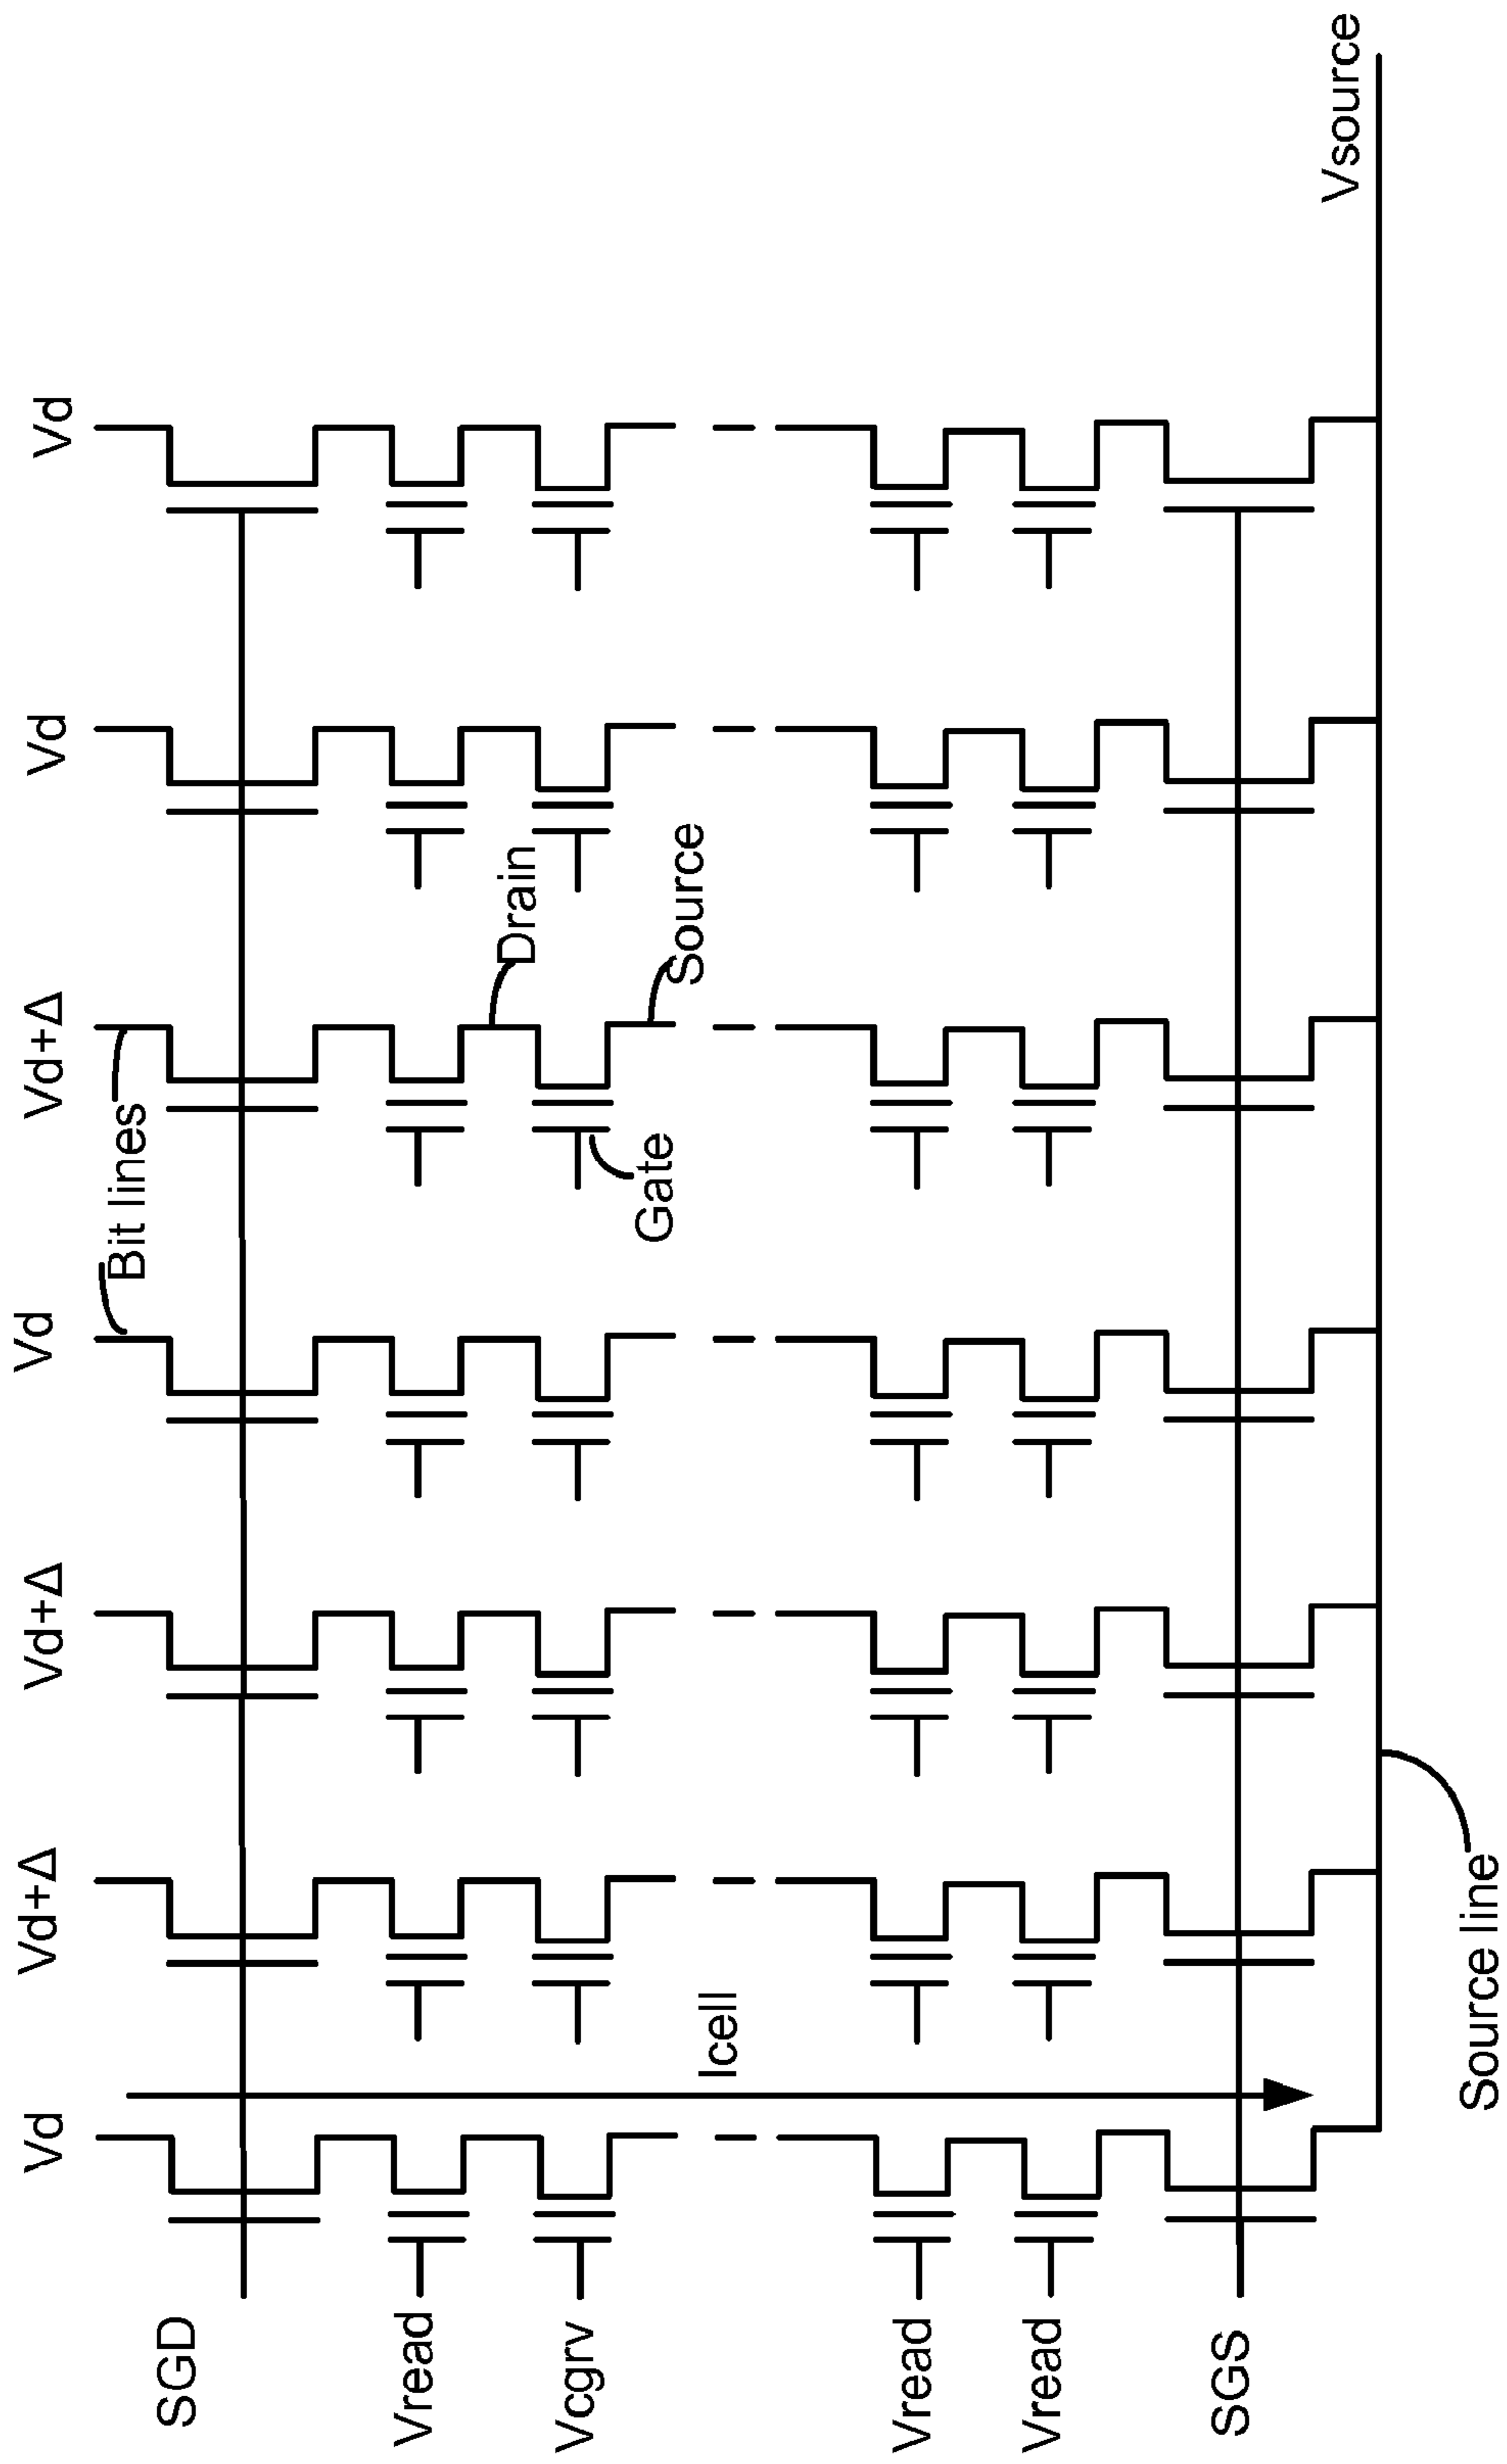 Vd
Vd+Δ
Vd+Δ
Vd
Vd+Δ
Vd
Vd
Bit lines
SGD
Vread
Drain
Vcgrv
Gate
Source
Icell
Vread
Vread
SGS
Vsource
Source line